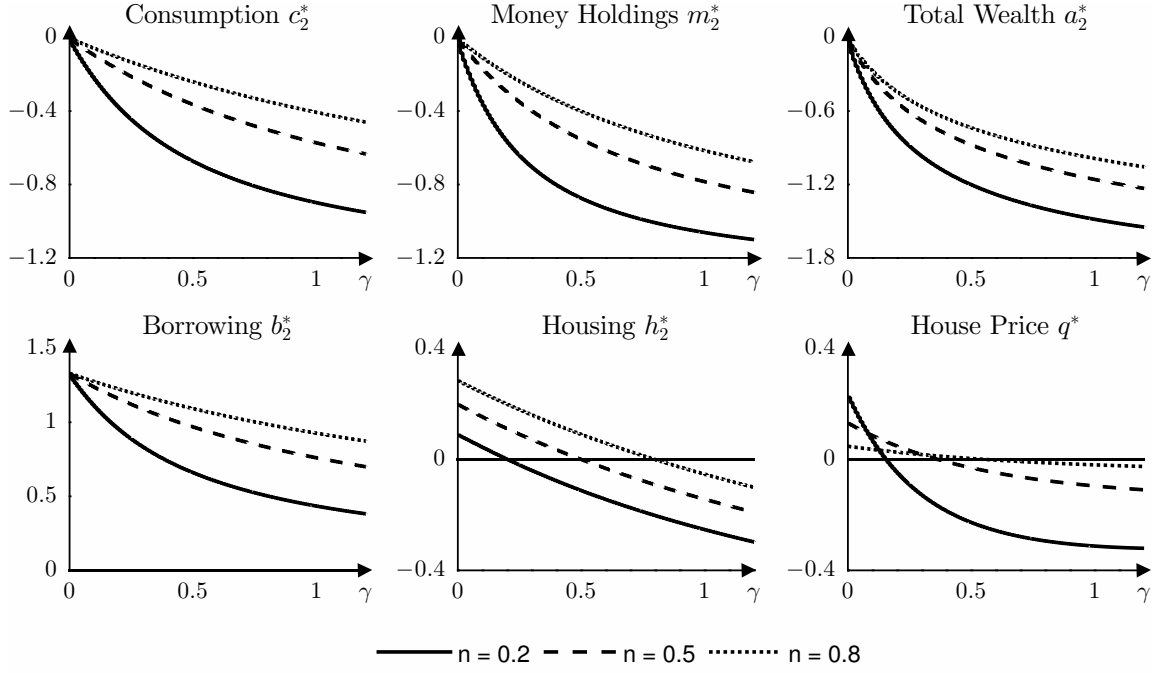 Consumption c₂* Money Holdings m₂* Total Wealth a₂*
0 0 0
−0.4 −0.4 −0.6
−0.8 −0.8 −1.2
−1.2 −1.2 −1.8
0 0.5 1 γ 0 0.5 1 γ 0 0.5 1 γ
Borrowing b₂* Housing h₂* House Price q*
1.5 0.4 0.4
1
0 0
0.5
0 −0.4 −0.4
0 0.5 1 γ 0 0.5 1 γ 0 0.5 1 γ
n = 0.2 n = 0.5 n = 0.8